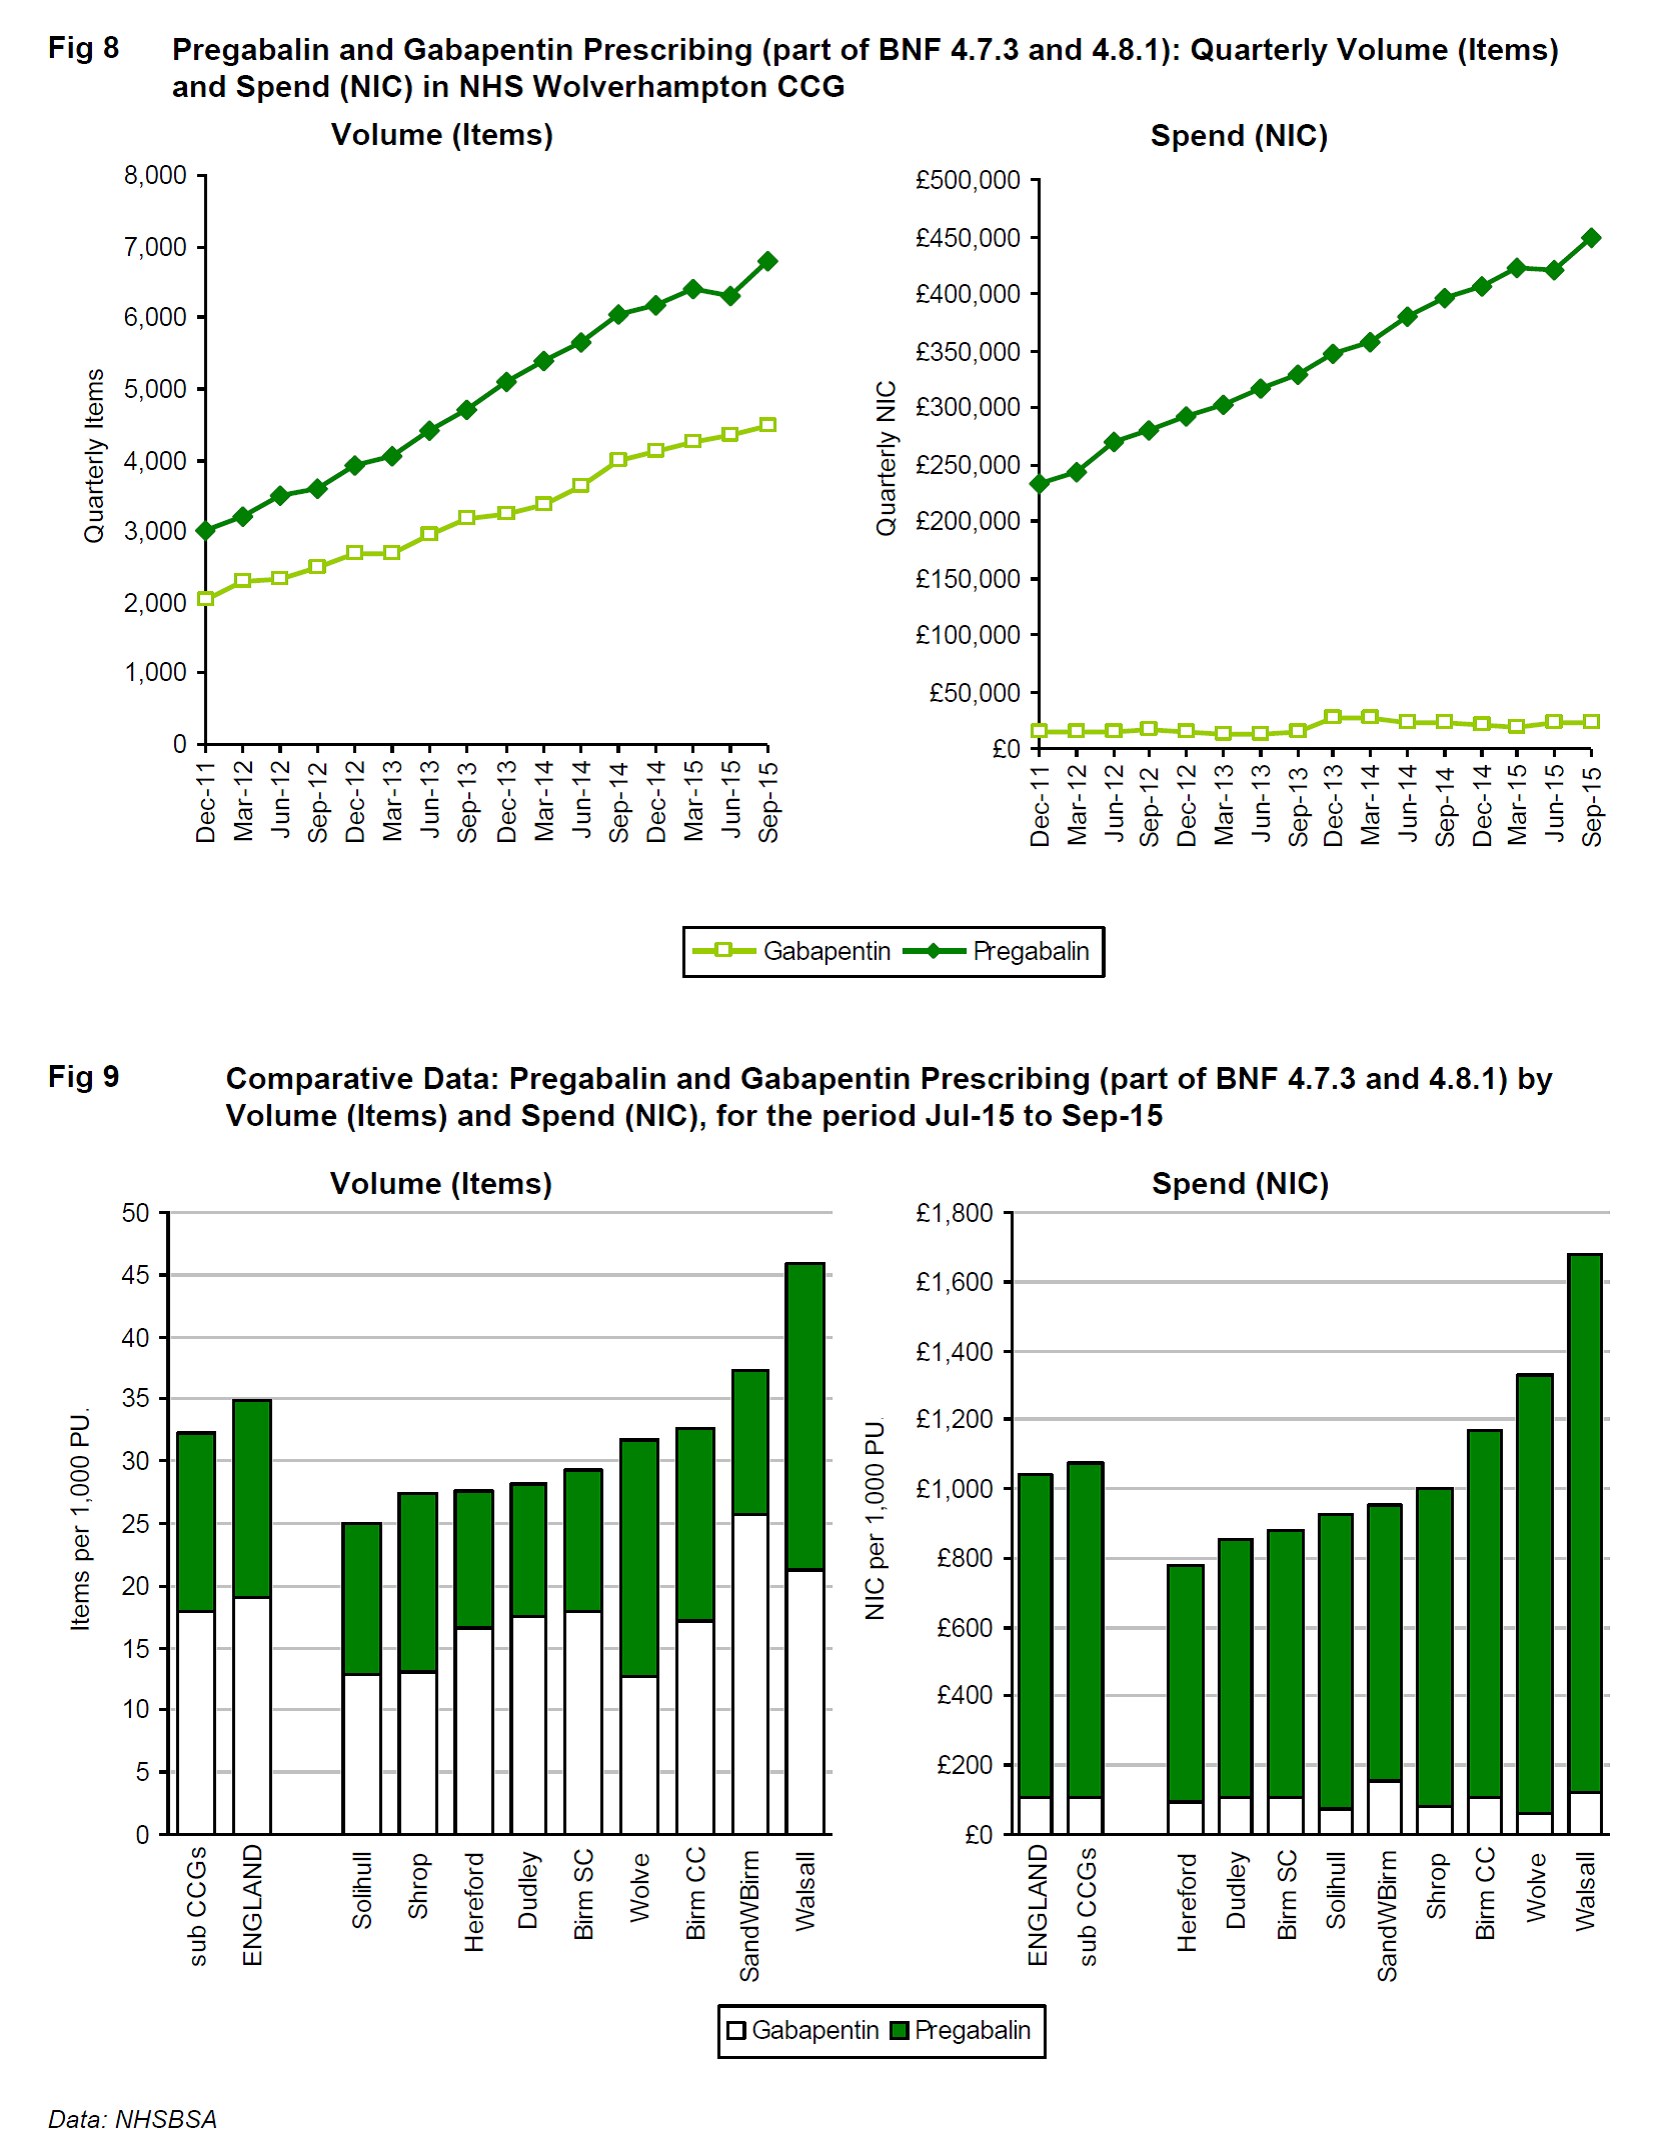 Fig 8
Pregabalin and Gabapentin Prescribing (part of BNF 4.7.3 and 4.8.1): Quarterly Volume (Items)
and Spend (NIC) in NHS Wolverhampton CCG
Volume (Items)
8,000
7,000
6,000
5,000
4,000
3,000
2,000
1,000
0
Quarterly Items
Dec-11
Mar-12
Jun-12
Sep-12
Dec-12
Mar-13
Jun-13
Sep-13
Dec-13
Mar-14
Jun-14
Sep-14
Dec-14
Mar-15
Jun-15
Sep-15
Spend (NIC)
£500,000
£450,000
£400,000
£350,000
£300,000
£250,000
£200,000
£150,000
£100,000
£50,000
£0
Quarterly NIC
Dec-11
Mar-12
Jun-12
Sep-12
Dec-12
Mar-13
Jun-13
Sep-13
Dec-13
Mar-14
Jun-14
Sep-14
Dec-14
Mar-15
Jun-15
Sep-15
Gabapentin Pregabalin
Fig 9
Comparative Data: Pregabalin and Gabapentin Prescribing (part of BNF 4.7.3 and 4.8.1) by
Volume (Items) and Spend (NIC), for the period Jul-15 to Sep-15
Volume (Items)
50
45
40
35
30
25
20
15
10
5
0
Items per 1,000 PU.
sub CCGs
ENGLAND
Solihull
Shrop
Hereford
Dudley
Birm SC
Wolve
Birm CC
SandWBirm
Walsall
Spend (NIC)
£1,800
£1,600
£1,400
£1,200
£1,000
£800
£600
£400
£200
£0
NIC per 1,000 PU.
ENGLAND
sub CCGs
Hereford
Dudley
Birm SC
Solihull
SandWBirm
Shrop
Birm CC
Wolve
Walsall
Gabapentin Pregabalin
Data: NHSBSA